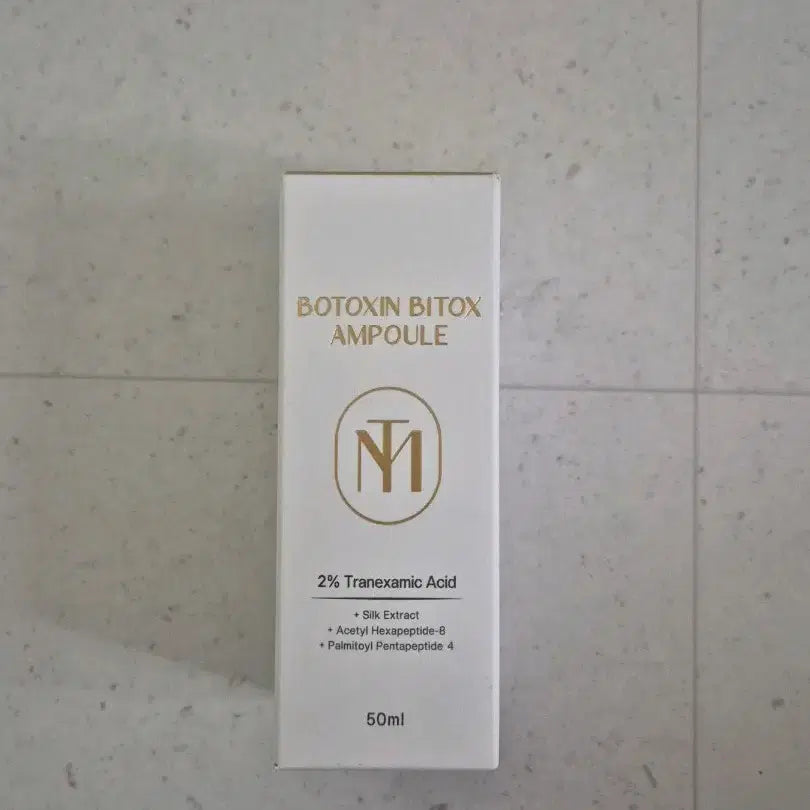 BOTOXIN BITOX
AMPOULE
TM
2% Tranexamic Acid
+ Silk Extract
+ Acetyl Hexapeptide-8
+ Palmitoyl Pentapeptide 4
50ml